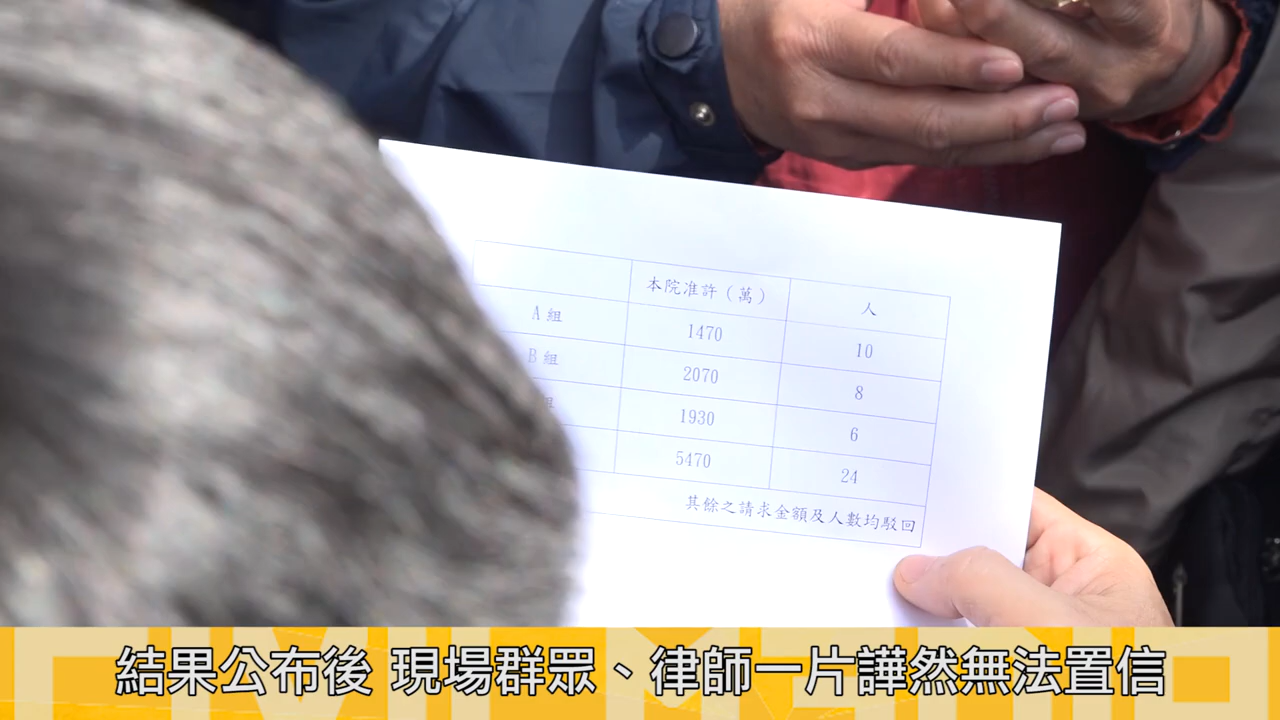 本院准許（萬） 人
A組 1470 10
B組 2070 8
組 1930 6
5470 24
其餘之請求金額及人數均駁回
結果公布後 現場群眾、律師一片譁然無法置信